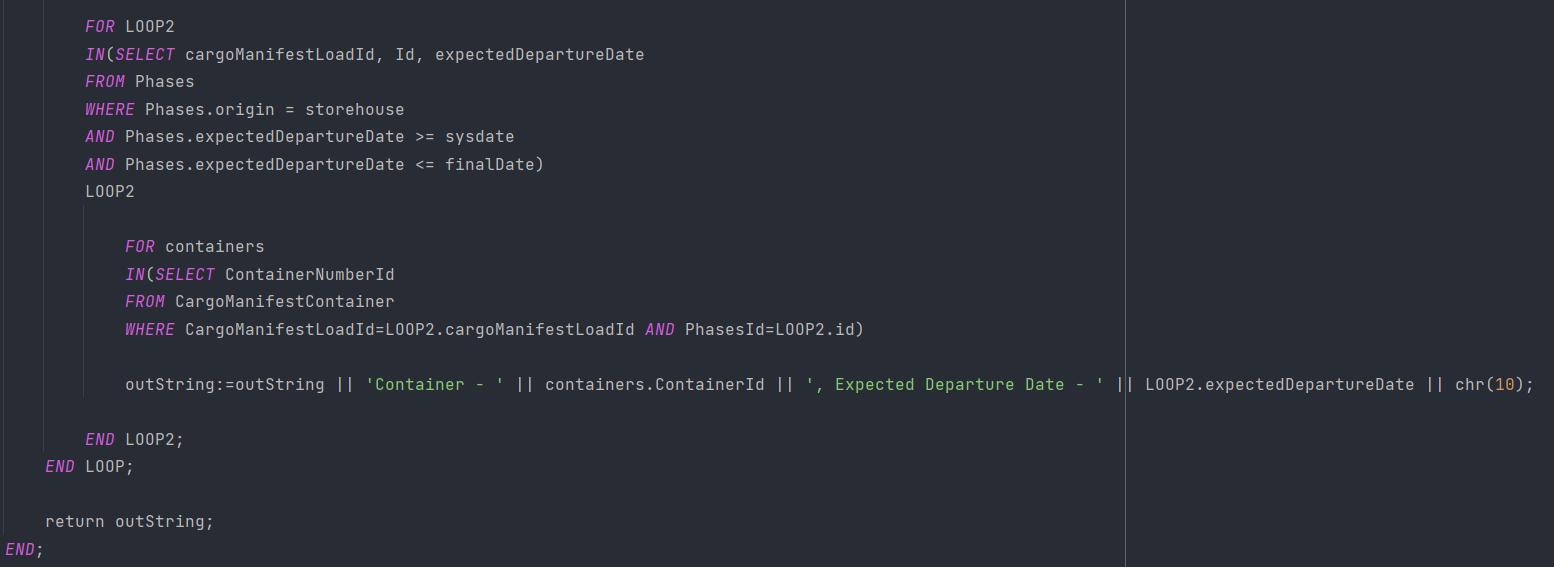 FOR LOOP2
IN(SELECT cargoManifestLoadId, Id, expectedDepartureDate
FROM Phases
WHERE Phases.origin = storehouse
AND Phases.expectedDepartureDate >= sysdate
AND Phases.expectedDepartureDate <= finalDate)
LOOP2
FOR containers
IN(SELECT ContainerNumberId
FROM CargoManifestContainer
WHERE CargoManifestLoadId=LOOP2.cargoManifestLoadId AND PhasesId=LOOP2.id)
outString:=outString || 'Container - ' || containers.ContainerId || ', Expected Departure Date - ' || LOOP2.expectedDepartureDate || chr(10);
END LOOP2;
END LOOP;
return outString;
END;